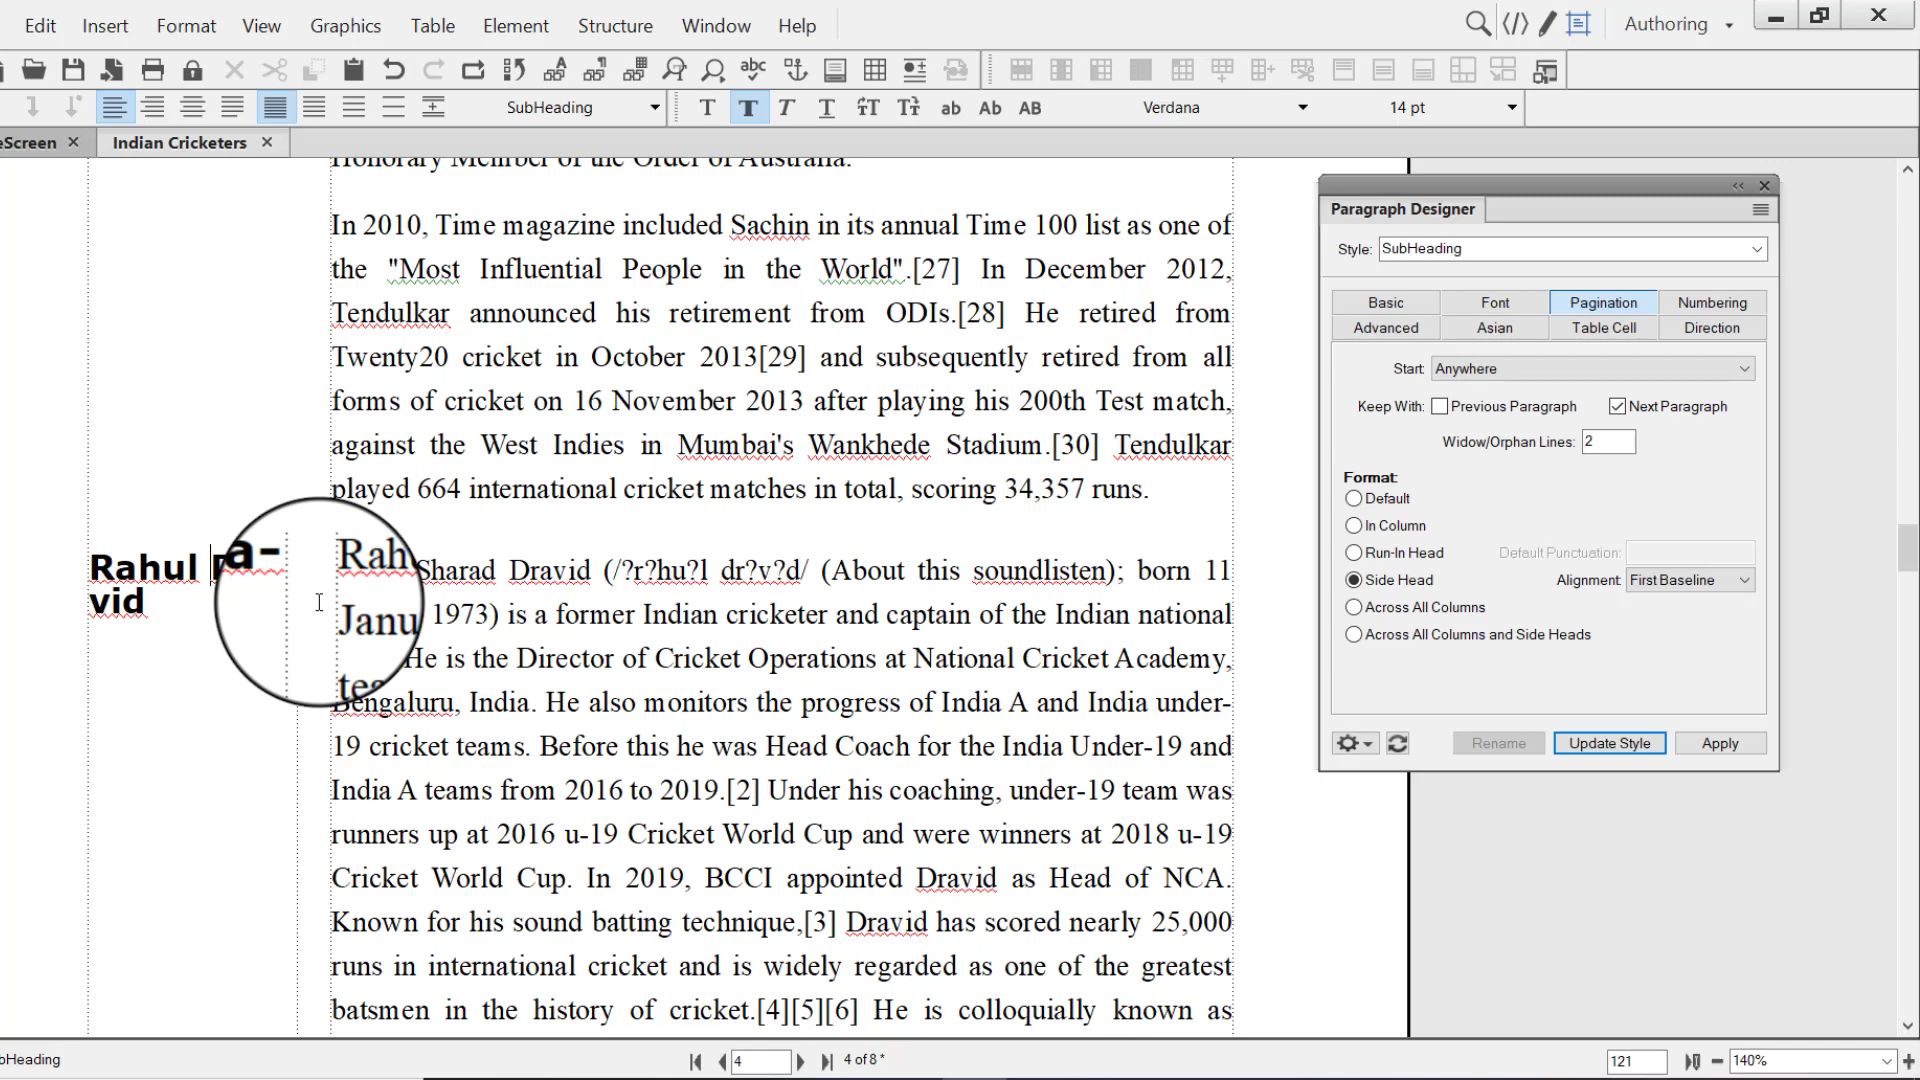 Edit Insert Format View Graphics Table Element Structure Window Help Authoring
SubHeading Verdana 14 pt
eScreen Indian Cricketers
Honorary Member of the Order of Australia.
In 2010, Time magazine included Sachin in its annual Time 100 list as one of
the "Most Influential People in the World".[27] In December 2012,
Tendulkar announced his retirement from ODIs.[28] He retired from
Twenty20 cricket in October 2013[29] and subsequently retired from all
forms of cricket on 16 November 2013 after playing his 200th Test match,
against the West Indies in Mumbai's Wankhede Stadium.[30] Tendulkar
played 664 international cricket matches in total, scoring 34,357 runs.
Rahul
a-
vid
Rah Sharad Dravid (/?r?hu?l dr?v?d/ (About this soundlisten); born 11
Janu 1973) is a former Indian cricketer and captain of the Indian national
tea He is the Director of Cricket Operations at National Cricket Academy,
Bengaluru, India. He also monitors the progress of India A and India under-
19 cricket teams. Before this he was Head Coach for the India Under-19 and
India A teams from 2016 to 2019.[2] Under his coaching, under-19 team was
runners up at 2016 u-19 Cricket World Cup and were winners at 2018 u-19
Cricket World Cup. In 2019, BCCI appointed Dravid as Head of NCA.
Known for his sound batting technique,[3] Dravid has scored nearly 25,000
runs in international cricket and is widely regarded as one of the greatest
batsmen in the history of cricket.[4][5][6] He is colloquially known as
Paragraph Designer
Style: SubHeading
Basic Font Pagination Numbering
Advanced Asian Table Cell Direction
Start: Anywhere
Keep With: Previous Paragraph Next Paragraph
Widow/Orphan Lines: 2
Format:
Default
In Column
Run-In Head Default Punctuation:
Side Head Alignment: First Baseline
Across All Columns
Across All Columns and Side Heads
Rename Update Style Apply
bHeading 4 4 of 8 * 121 140%